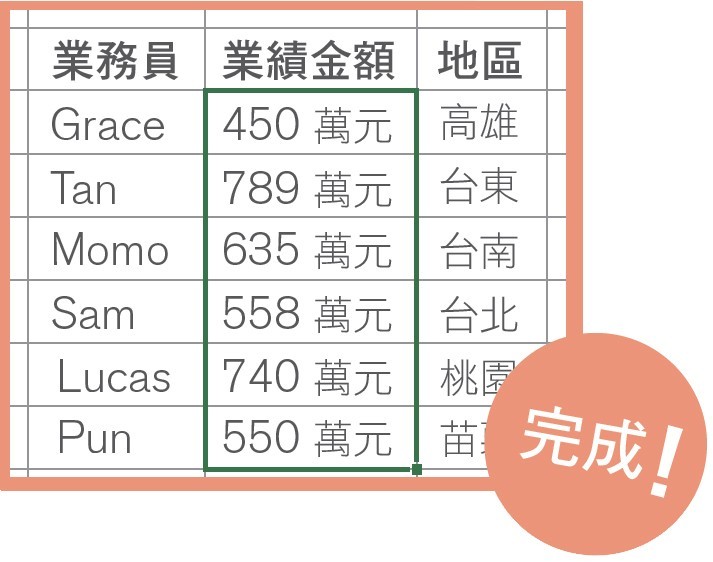 業務員 業績金額 地區
Grace 450 萬元 高雄
Tan 789 萬元 台東
Momo 635 萬元 台南
Sam 558 萬元 台北
Lucas 740 萬元 桃園
Pun 550 萬元 苗
完成！